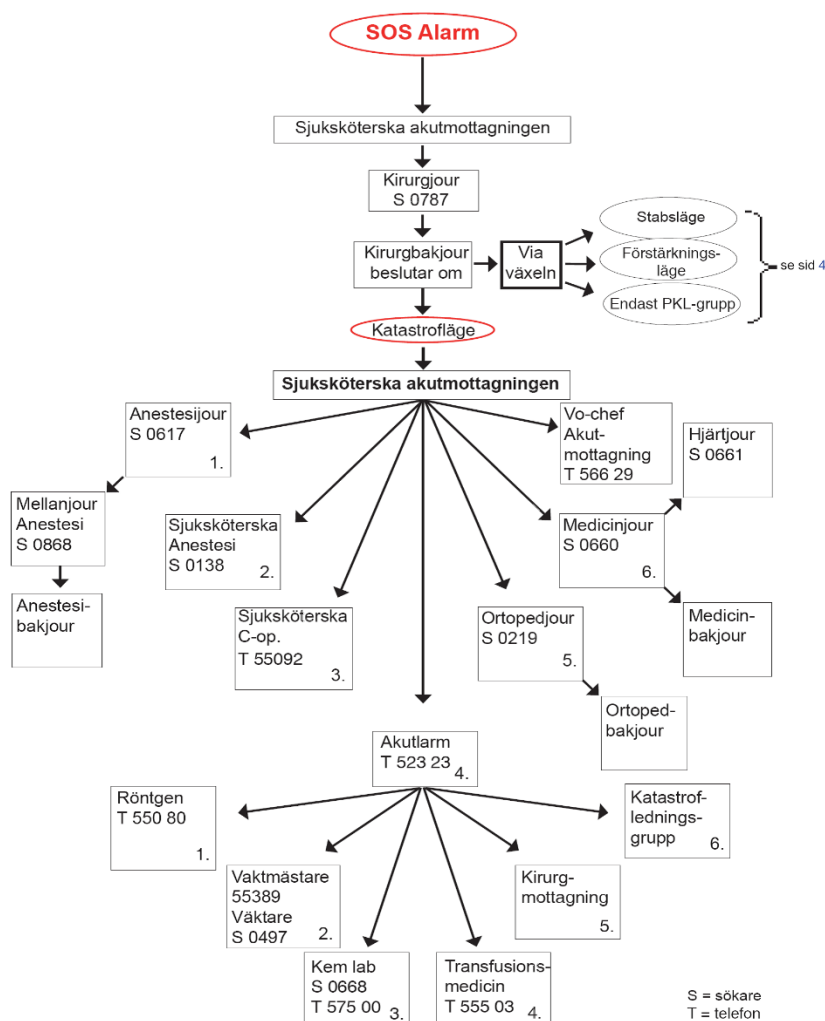 SOS Alarm
Sjuksköterska akutmottagningen
Kirurgjour
S 0787
Kirurgbakjour
beslutar om
Via
växeln
Stabsläge
Förstärknings-
läge
Endast PKL-grupp
se sid 4
Katastrofläge
Sjuksköterska akutmottagningen
Anestesijour
S 0617
1.
Mellanjour
Anestesi
S 0868
Anestesi-
bakjour
Sjuksköterska
Anestesi
S 0138
2.
Sjuksköterska
C-op.
T 55092
3.
Vo-chef
Akut-
mottagning
T 566 29
Hjärtjour
S 0661
Medicinjour
S 0660
6.
Medicin-
bakjour
Ortopedjour
S 0219
5.
Ortoped-
bakjour
Akutlarm
T 523 23
4.
Röntgen
T 550 80
1.
Vaktmästare
55389
Väktare
S 0497
2.
Kem lab
S 0668
T 575 00
3.
Transfusions-
medicin
T 555 03
4.
Kirurg-
mottagning
5.
Katastrof-
lednings-
grupp
6.
S = sökare
T = telefon